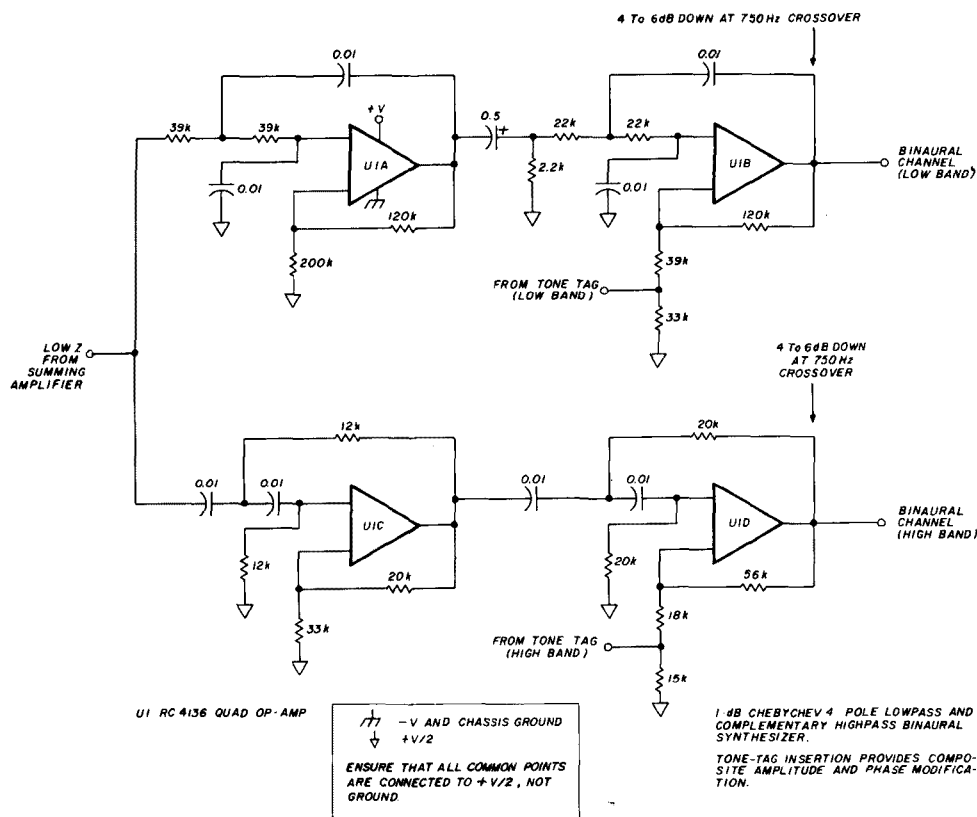 4 To 6dB DOWN AT 750Hz CROSSOVER
0.01
0.01
+V
0.5
+
39k
39k
22k
22k
U1A
2.2k
U1B
BINAURAL
CHANNEL
(LOW BAND)
0.01
0.01
120k
120k
200k
39k
FROM TONE TAG
(LOW BAND)
33k
LOW Z
FROM
SUMMING
AMPLIFIER
4 To 6dB DOWN
AT 750Hz
CROSSOVER
12k
20k
0.01
0.01
0.01
0.01
U1C
U1D
BINAURAL
CHANNEL
(HIGH BAND)
12k
20k
20k
56k
33k
18k
FROM TONE TAG
(HIGH BAND)
15k
U1 RC 4136 QUAD OP-AMP
-V AND CHASSIS GROUND
+V/2
ENSURE THAT ALL COMMON POINTS
ARE CONNECTED TO +V/2, NOT
GROUND.
1-dB CHEBYCHEV 4 POLE LOWPASS AND
COMPLEMENTARY HIGHPASS BINAURAL
SYNTHESIZER.
TONE-TAG INSERTION PROVIDES COMPO-
SITE AMPLITUDE AND PHASE MODIFICA-
TION.